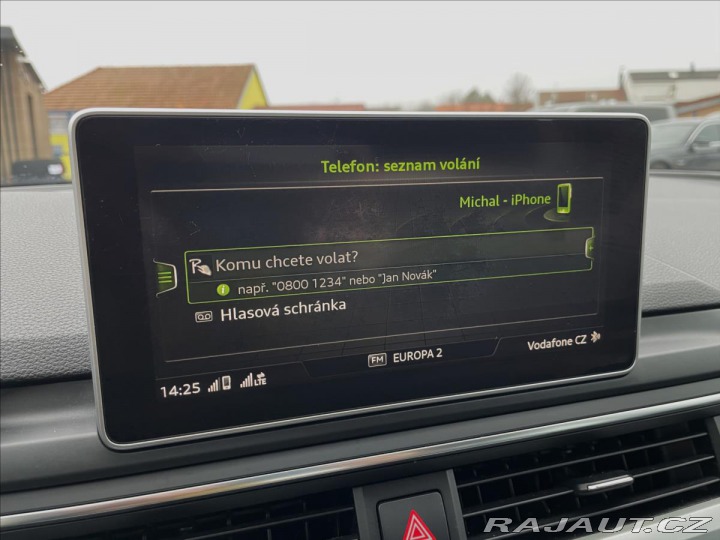 Telefon: seznam volání
Michal - iPhone
Komu chcete volat?
i např. "0800 1234" nebo "Jan Novák"
Hlasová schránka
FM EUROPA 2
Vodafone CZ
14:25 LTE
RAJAUT.CZ